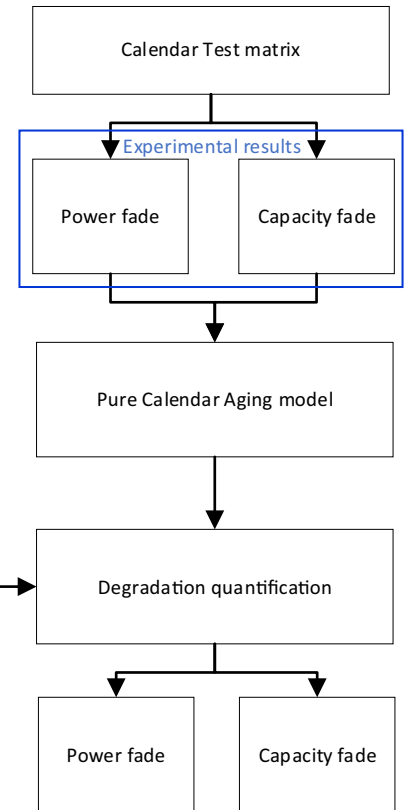 Calendar Test matrix
Experimental results
Power fade
Capacity fade
Pure Calendar Aging model
Degradation quantification
Power fade
Capacity fade